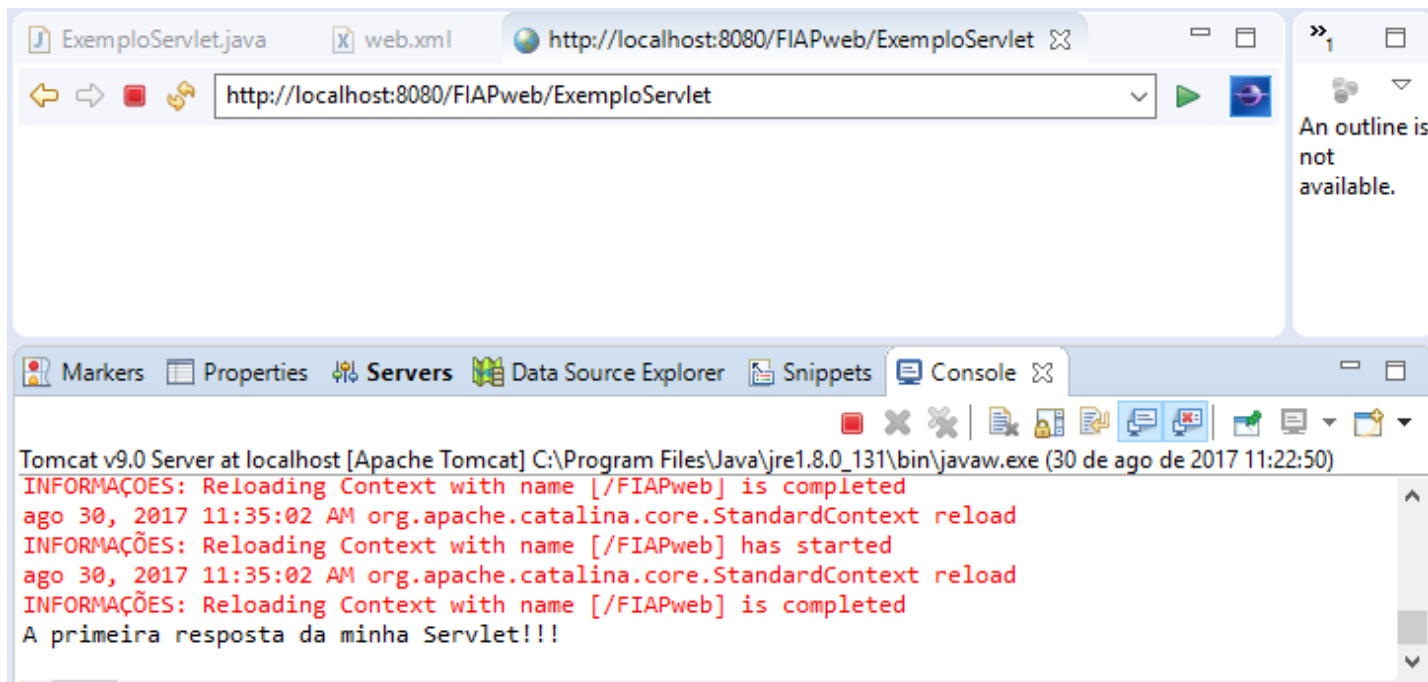 ExemploServlet.java web.xml http://localhost:8080/FIAPweb/ExemploServlet »1
http://localhost:8080/FIAPweb/ExemploServlet
An outline is
not
available.
Markers Properties Servers Data Source Explorer Snippets Console
Tomcat v9.0 Server at localhost [Apache Tomcat] C:\Program Files\Java\jre1.8.0_131\bin\javaw.exe (30 de ago de 2017 11:22:50)
INFORMAÇÕES: Reloading Context with name [/FIAPweb] is completed
ago 30, 2017 11:35:02 AM org.apache.catalina.core.StandardContext reload
INFORMAÇÕES: Reloading Context with name [/FIAPweb] has started
ago 30, 2017 11:35:02 AM org.apache.catalina.core.StandardContext reload
INFORMAÇÕES: Reloading Context with name [/FIAPweb] is completed
A primeira resposta da minha Servlet!!!